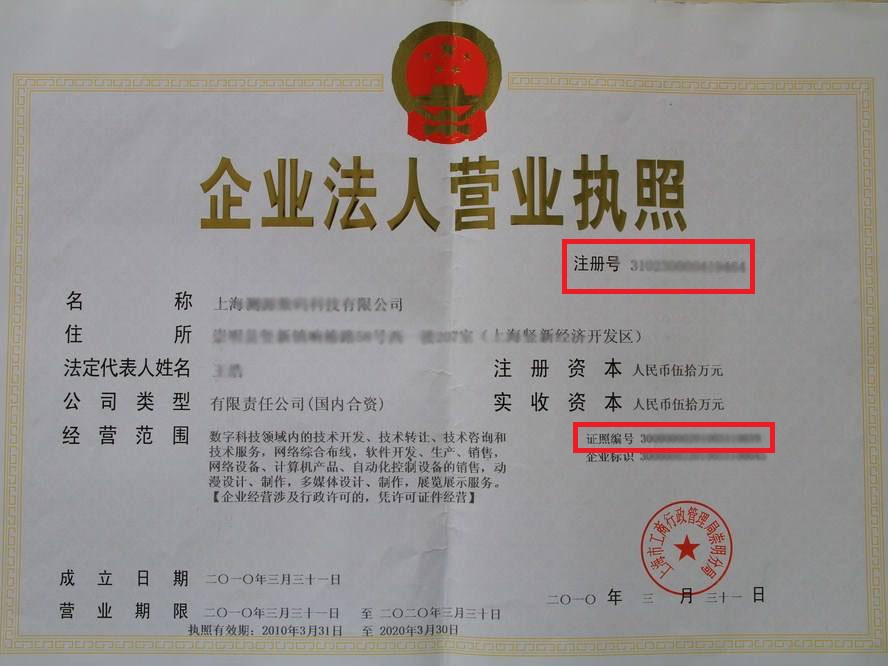 企业法人营业执照
注册号
名 称 上海 科技有限公司
住 所 室（上海竖新经济开发区）
法定代表人姓名
注 册 资 本 人民币伍拾万元
公 司 类 型 有限责任公司(国内合资)
实 收 资 本 人民币伍拾万元
经 营 范 围 数字科技领域内的技术开发、技术转让、技术咨询和
技术服务，网络综合布线，软件开发、生产、销售，
网络设备、计算机产品、自动化控制设备的销售，动
漫设计、制作，多媒体设计、制作，展览展示服务。
【企业经营涉及行政许可的，凭许可证件经营】
证照编号
企业标识
上海市工商行政管理局崇明分局
成 立 日 期 二〇一〇年三月三十一日
营 业 期 限 二〇一〇年三月三十一日 至 二〇二〇年三月三十日
执照有效期：2010年3月31日 至 2020年3月30日
二〇一〇 年 三 月 三十一 日